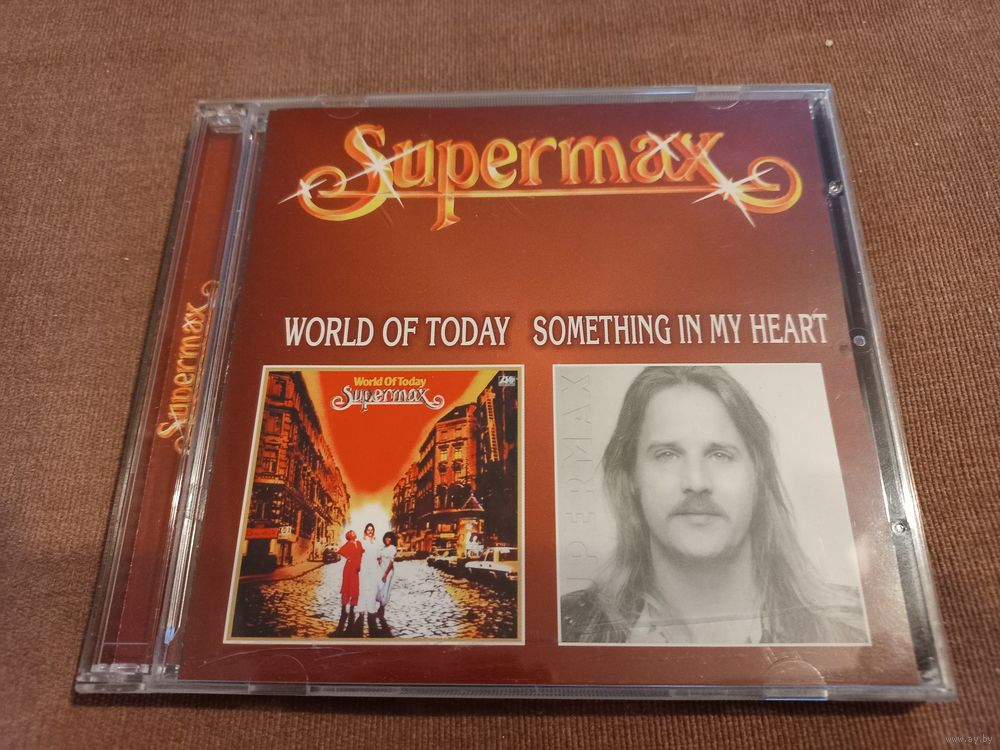 Supermax
WORLD OF TODAY
SOMETHING IN MY HEART
World Of Today
Supermax
SUPERMAX
Supermax
www.ay.by